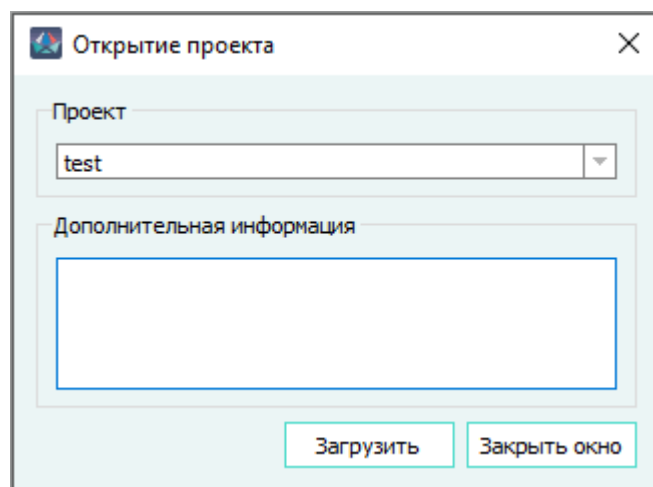 Открытие проекта
Проект
test
Дополнительная информация
Загрузить
Закрыть окно